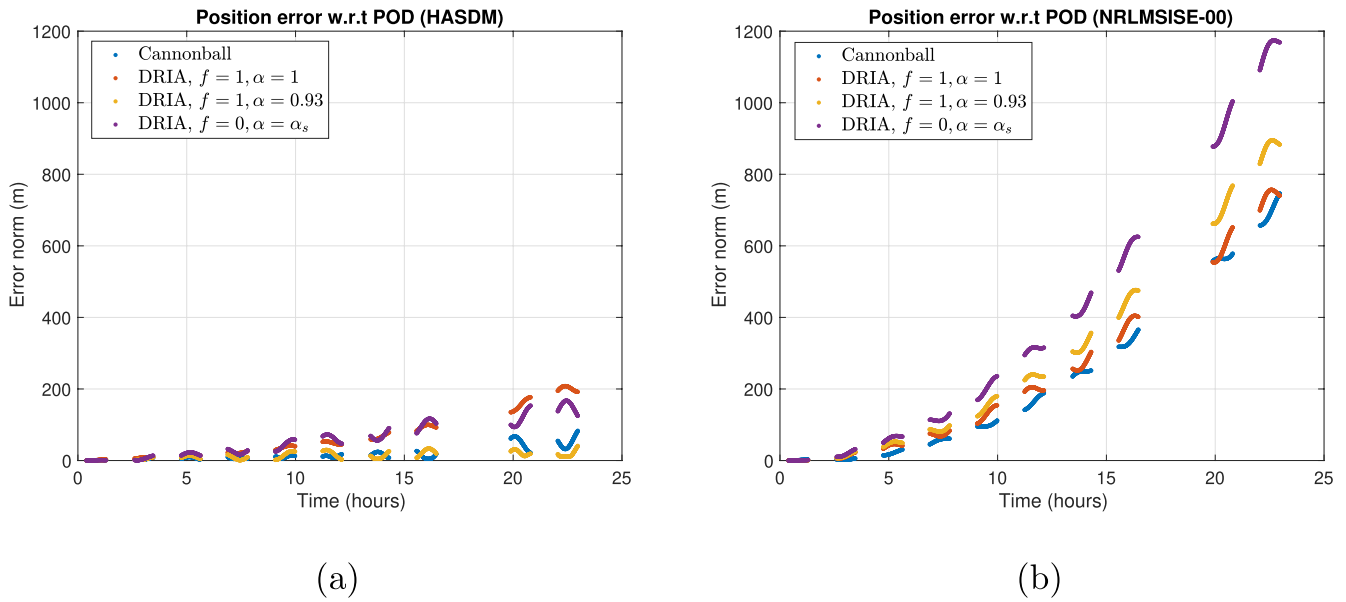 Position error w.r.t POD (HASDM)
1200
1000
800
600
400
200
0
Error norm (m)
Cannonball
DRIA, f = 1, α = 1
DRIA, f = 1, α = 0.93
DRIA, f = 0, α = αₛ
0 5 10 15 20 25
Time (hours)
(a)
Position error w.r.t POD (NRLMSISE-00)
1200
1000
800
600
400
200
0
Error norm (m)
Cannonball
DRIA, f = 1, α = 1
DRIA, f = 1, α = 0.93
DRIA, f = 0, α = αₛ
0 5 10 15 20 25
Time (hours)
(b)